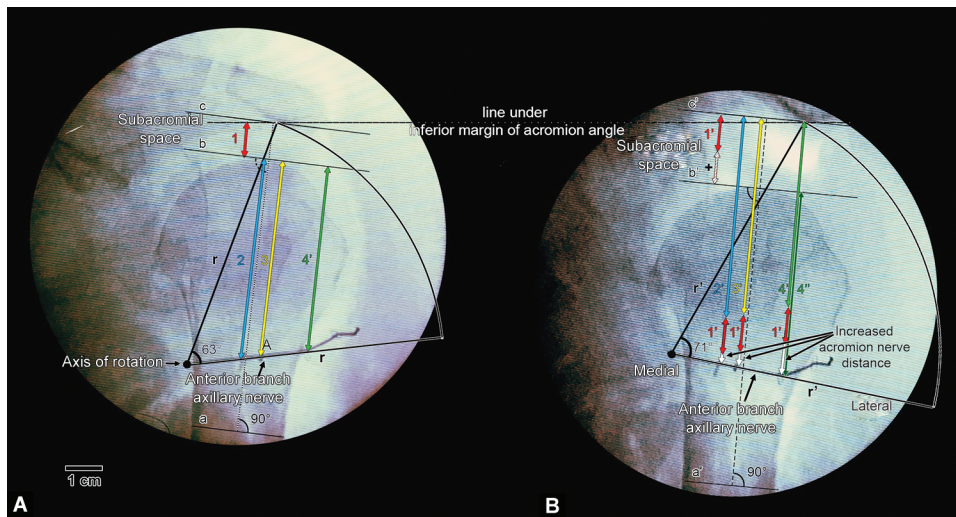 c
Subacromial
space
1
b
r
2
3
4'
63
A
Axis of rotation
r
Anterior branch
axillary nerve
a
90°
1 cm
A
line under
inferior margin of acromion angle
c'
1'
Subacromial
space
+
b'
r'
2'
3'
4' 4"
1' 1' 1'
Increased
acromion nerve
distance
71°
Medial
r'
Anterior branch
axillary nerve
Lateral
a'
90°
B